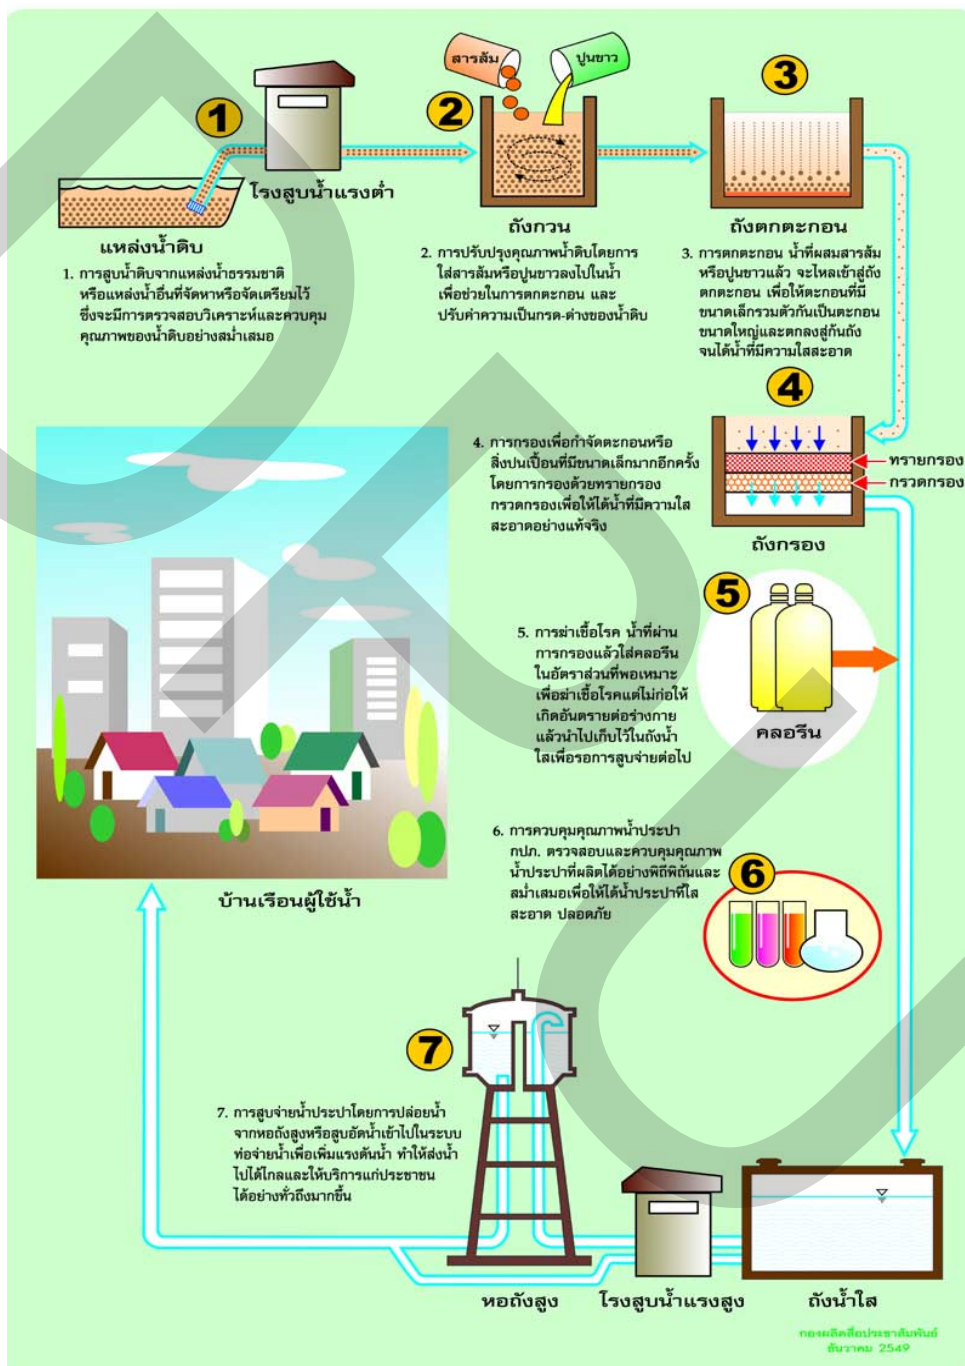 1
โรงสูบน้ำแรงต่ำ
แหล่งน้ำดิบ
1. การสูบน้ำดิบจากแหล่งน้ำธรรมชาติ
หรือแหล่งน้ำอื่นที่จัดหาหรือจัดเตรียมไว้
ซึ่งจะมีการตรวจสอบวิเคราะห์และควบคุม
คุณภาพของน้ำดิบอย่างสม่ำเสมอ
2
สารส้ม
ปูนขาว
ถังกวน
2. การปรับปรุงคุณภาพน้ำดิบโดยการ
ใส่สารส้มหรือปูนขาวลงไปในน้ำ
เพื่อช่วยในการตกตะกอน และ
ปรับค่าความเป็นกรด-ด่างของน้ำดิบ
3
ถังตกตะกอน
3. การตกตะกอน น้ำที่ผสมสารส้ม
หรือปูนขาวแล้ว จะไหลเข้าสู่ถัง
ตกตะกอน เพื่อให้ตะกอนที่มี
ขนาดเล็กรวมตัวกันเป็นตะกอน
ขนาดใหญ่และตกลงสู่ก้นถัง
จนได้น้ำที่มีความใสสะอาด
4
ทรายกรอง
กรวดกรอง
ถังกรอง
4. การกรองเพื่อกำจัดตะกอนหรือ
สิ่งปนเปื้อนที่มีขนาดเล็กมากอีกครั้ง
โดยการกรองด้วยทรายกรอง
กรวดกรองเพื่อให้ได้น้ำที่มีความใส
สะอาดอย่างแท้จริง
5
คลอรีน
5. การฆ่าเชื้อโรค น้ำที่ผ่าน
การกรองแล้วใส่คลอรีน
ในอัตราส่วนที่พอเหมาะ
เพื่อฆ่าเชื้อโรคแต่ไม่ก่อให้
เกิดอันตรายต่อร่างกาย
แล้วนำไปเก็บไว้ในถังน้ำ
ใสเพื่อรอการสูบจ่ายต่อไป
6
6. การควบคุมคุณภาพน้ำประปา
กปภ. ตรวจสอบและควบคุมคุณภาพ
น้ำประปาที่ผลิตได้อย่างพิถีพิถันและ
สม่ำเสมอเพื่อให้ได้น้ำประปาที่ใส
สะอาด ปลอดภัย
บ้านเรือนผู้ใช้น้ำ
7
7. การสูบจ่ายน้ำประปาโดยการปล่อยน้ำ
จากหอถังสูงหรือสูบอัดน้ำเข้าไปในระบบ
ท่อจ่ายน้ำเพื่อเพิ่มแรงดันน้ำ ทำให้ส่งน้ำ
ไปได้ไกลและให้บริการแก่ประชาชน
ได้อย่างทั่วถึงมากขึ้น
หอถังสูง
โรงสูบน้ำแรงสูง
ถังน้ำใส
กองผลิตสื่อประชาสัมพันธ์
ธันวาคม 2549